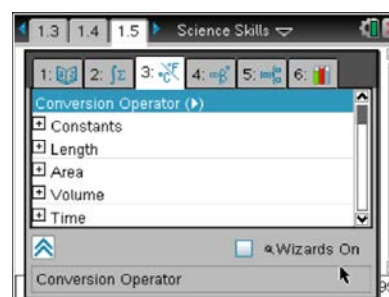 1.3 1.4 1.5 Science Skills
1: 2: ∫Σ 3: °C°F 4: 5: 6:
Conversion Operator (▶)
Constants
Length
Area
Volume
Time
Wizards On
Conversion Operator